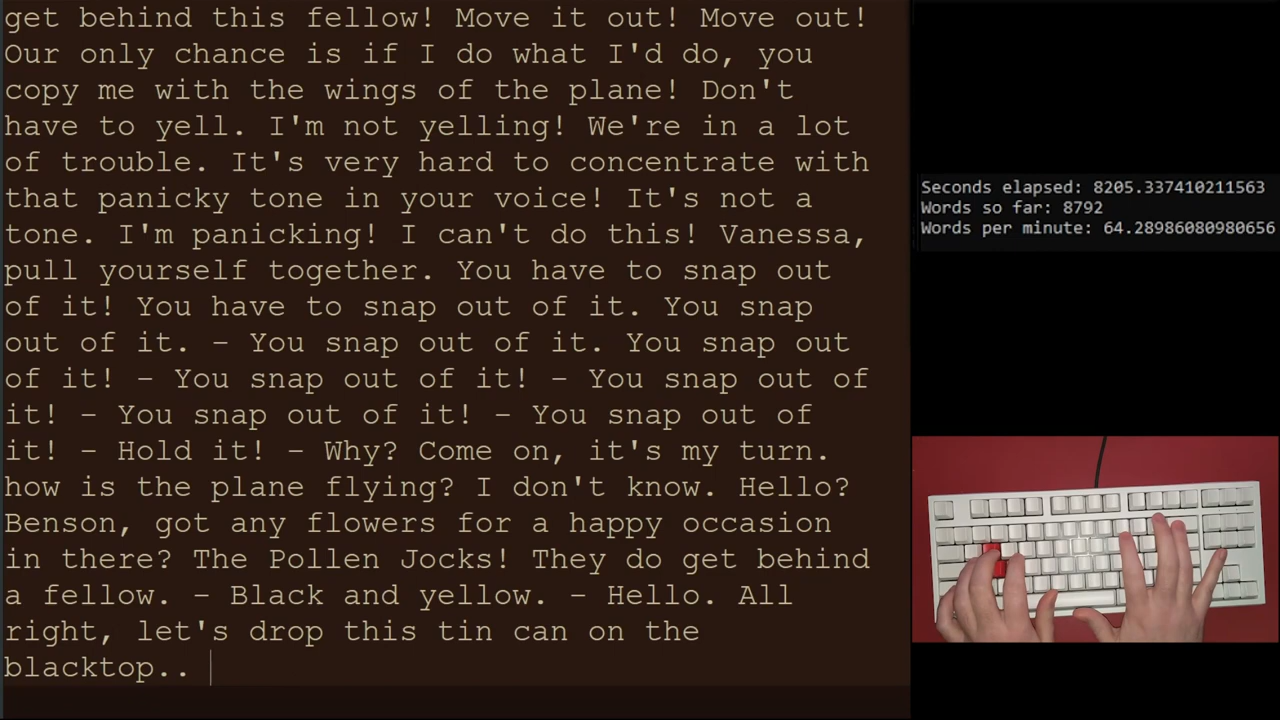 get behind this fellow! Move it out! Move out!
Our only chance is if I do what I'd do, you
copy me with the wings of the plane! Don't
have to yell. I'm not yelling! We're in a lot
of trouble. It's very hard to concentrate with
that panicky tone in your voice! It's not a
tone. I'm panicking! I can't do this! Vanessa,
pull yourself together. You have to snap out
of it! You have to snap out of it. You snap
out of it. - You snap out of it. You snap out
of it! - You snap out of it! - You snap out of
it! - You snap out of it! - You snap out of
it! - Hold it! - Why? Come on, it's my turn.
how is the plane flying? I don't know. Hello?
Benson, got any flowers for a happy occasion
in there? The Pollen Jocks! They do get behind
a fellow. - Black and yellow. - Hello. All
right, let's drop this tin can on the
blacktop..
Seconds elapsed: 8205.337410211563
Words so far: 8792
Words per minute: 64.28986080980656